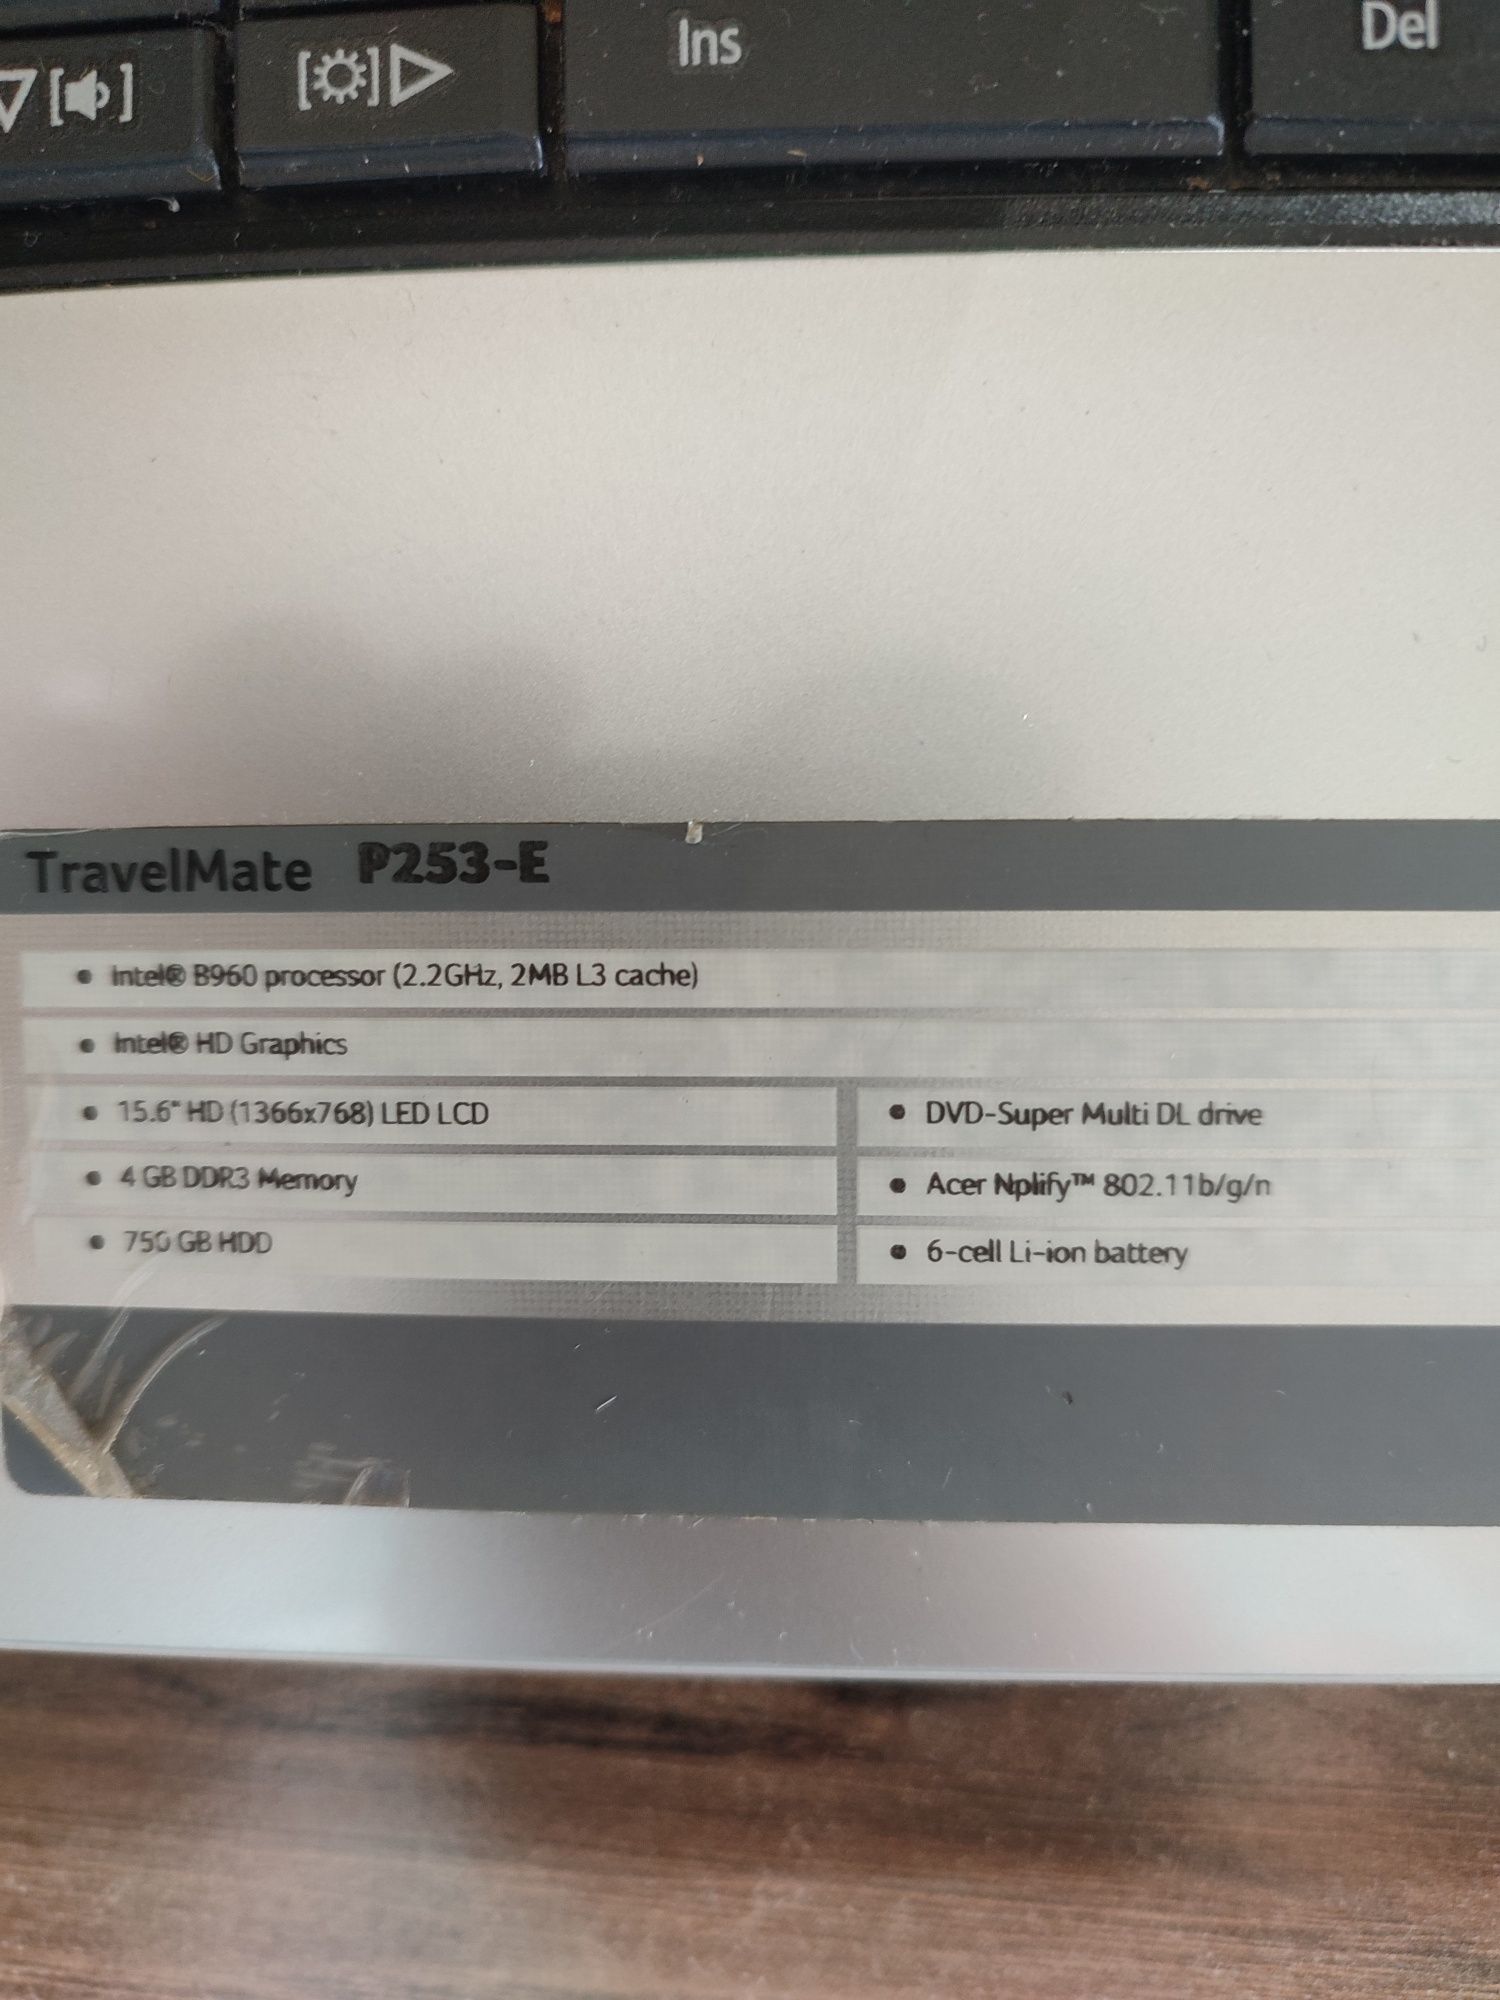 Ins
Del
TravelMate P253-E
• Intel® B960 processor (2.2GHz, 2MB L3 cache)
• Intel® HD Graphics
• 15.6" HD (1366x768) LED LCD
• 4 GB DDR3 Memory
• 750 GB HDD
• DVD-Super Multi DL drive
• Acer Nplify™ 802.11b/g/n
• 6-cell Li-ion battery